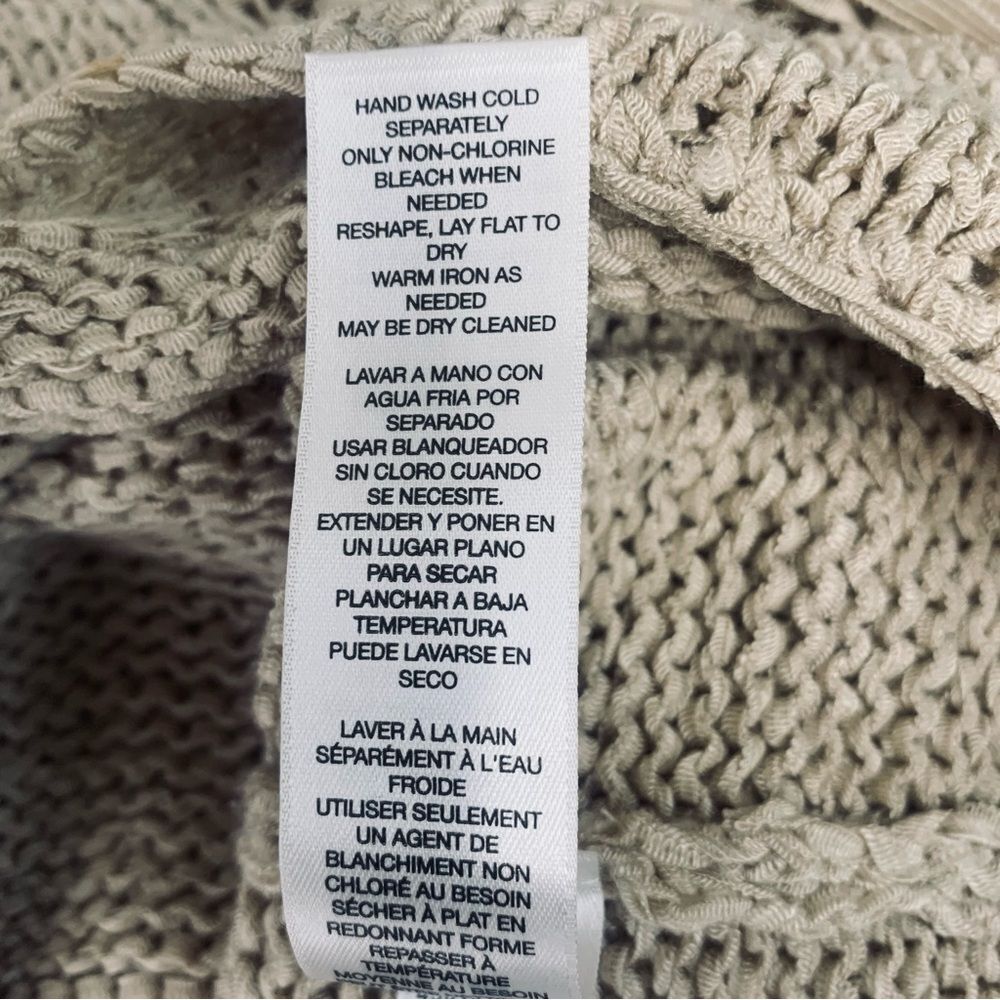 HAND WASH COLD
SEPARATELY
ONLY NON-CHLORINE
BLEACH WHEN
NEEDED
RESHAPE, LAY FLAT TO
DRY
WARM IRON AS
NEEDED
MAY BE DRY CLEANED
LAVAR A MANO CON
AGUA FRIA POR
SEPARADO
USAR BLANQUEADOR
SIN CLORO CUANDO
SE NECESITE.
EXTENDER Y PONER EN
UN LUGAR PLANO
PARA SECAR
PLANCHAR A BAJA
TEMPERATURA
PUEDE LAVARSE EN
SECO
LAVER À LA MAIN
SÉPARÉMENT À L'EAU
FROIDE
UTILISER SEULEMENT
UN AGENT DE
BLANCHIMENT NON
CHLORÉ AU BESOIN
SÉCHER À PLAT EN
REDONNANT FORME
REPASSER À
TEMPÉRATURE
MOYENNE AU BESOIN